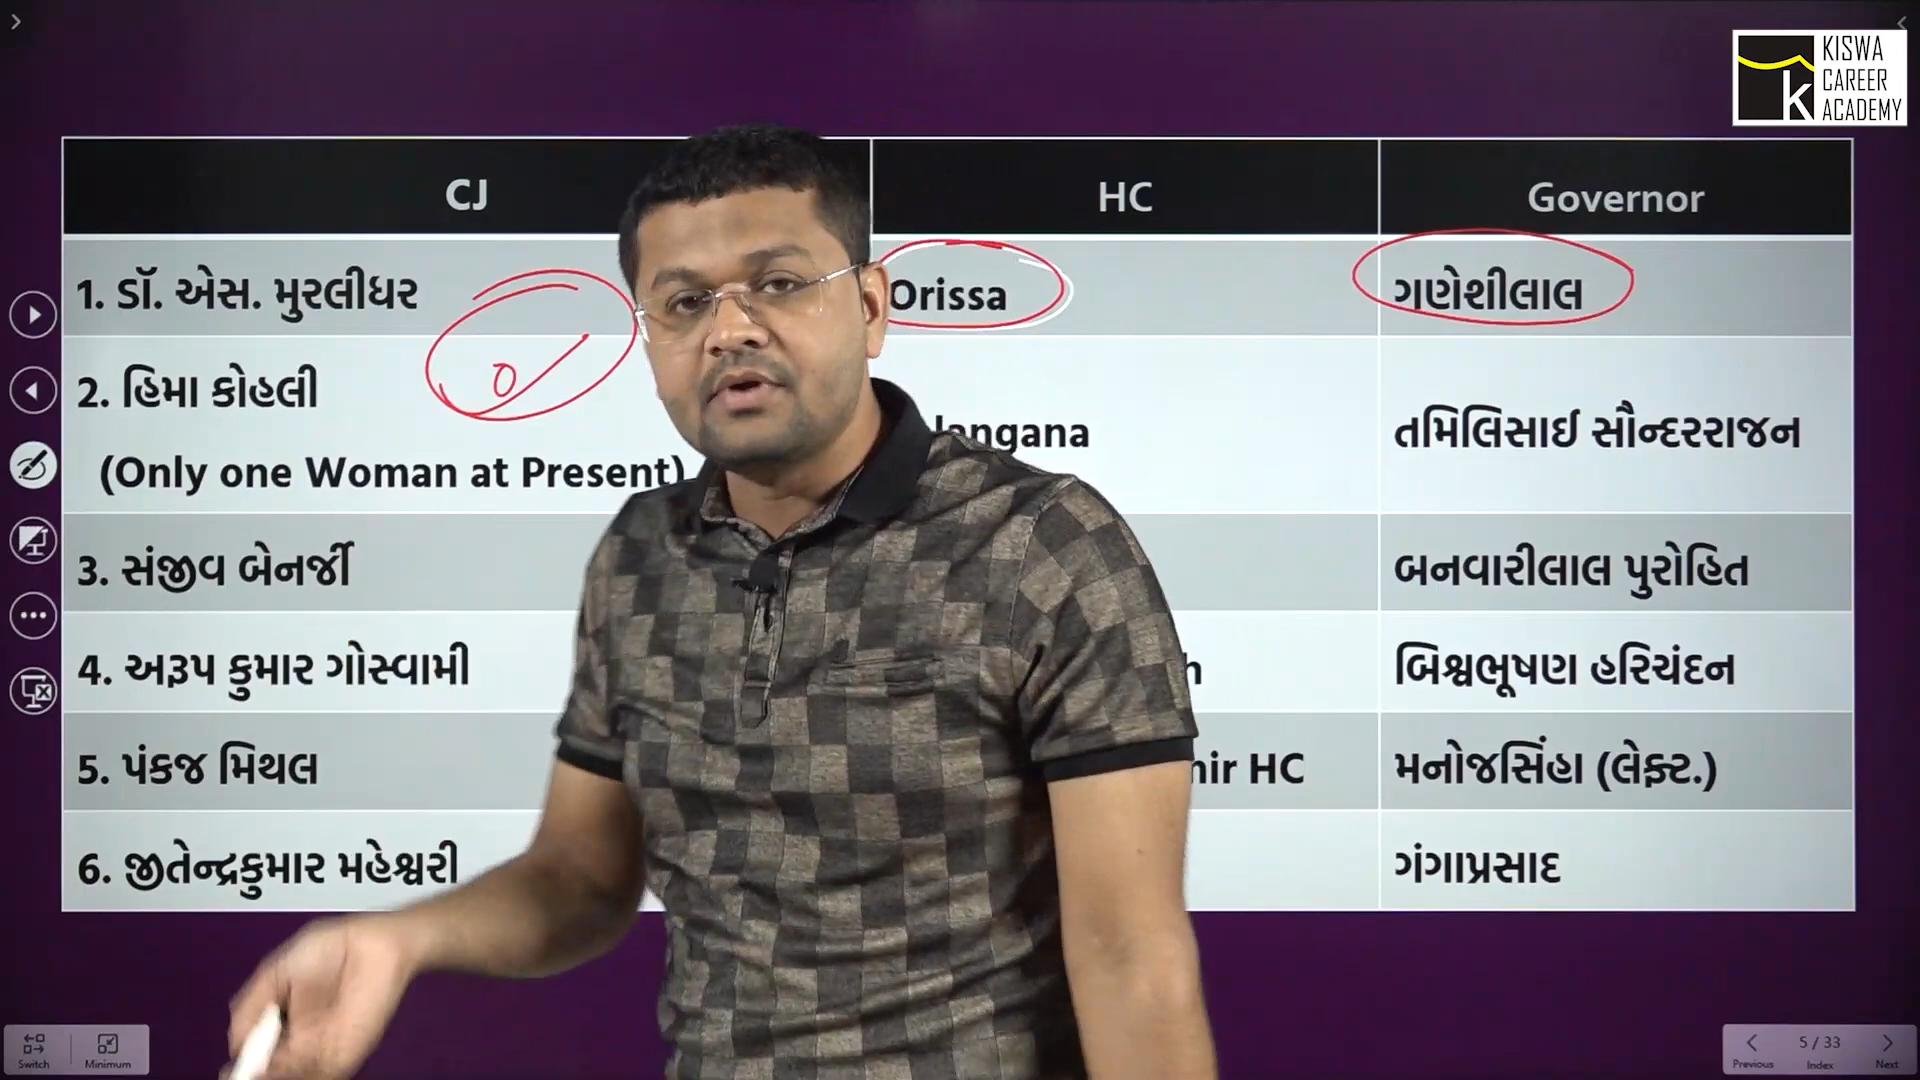 KISWA
CAREER
ACADEMY
CJ
HC
Governor
1. ડૉ. એસ. મુરલીધર
Orissa
ગણેશીલાલ
2. હિમા કોહલી
(Only one Woman at Present)
તમિલિસાઈ સૌન્દરરાજન
3. સંજીવ બેનર્જી
બનવારીલાલ પુરોહિત
4. અરૂપ કુમાર ગોસ્વામી
બિશ્વભૂષણ હરિચંદન
5. પંકજ મિથલ
HC
મનોજસિંહા (લેફ્ટ.)
6. જીતેન્દ્રકુમાર મહેશ્વરી
ગંગાપ્રસાદ
Switch
Minimum
5 / 33
Previous
Index
Next